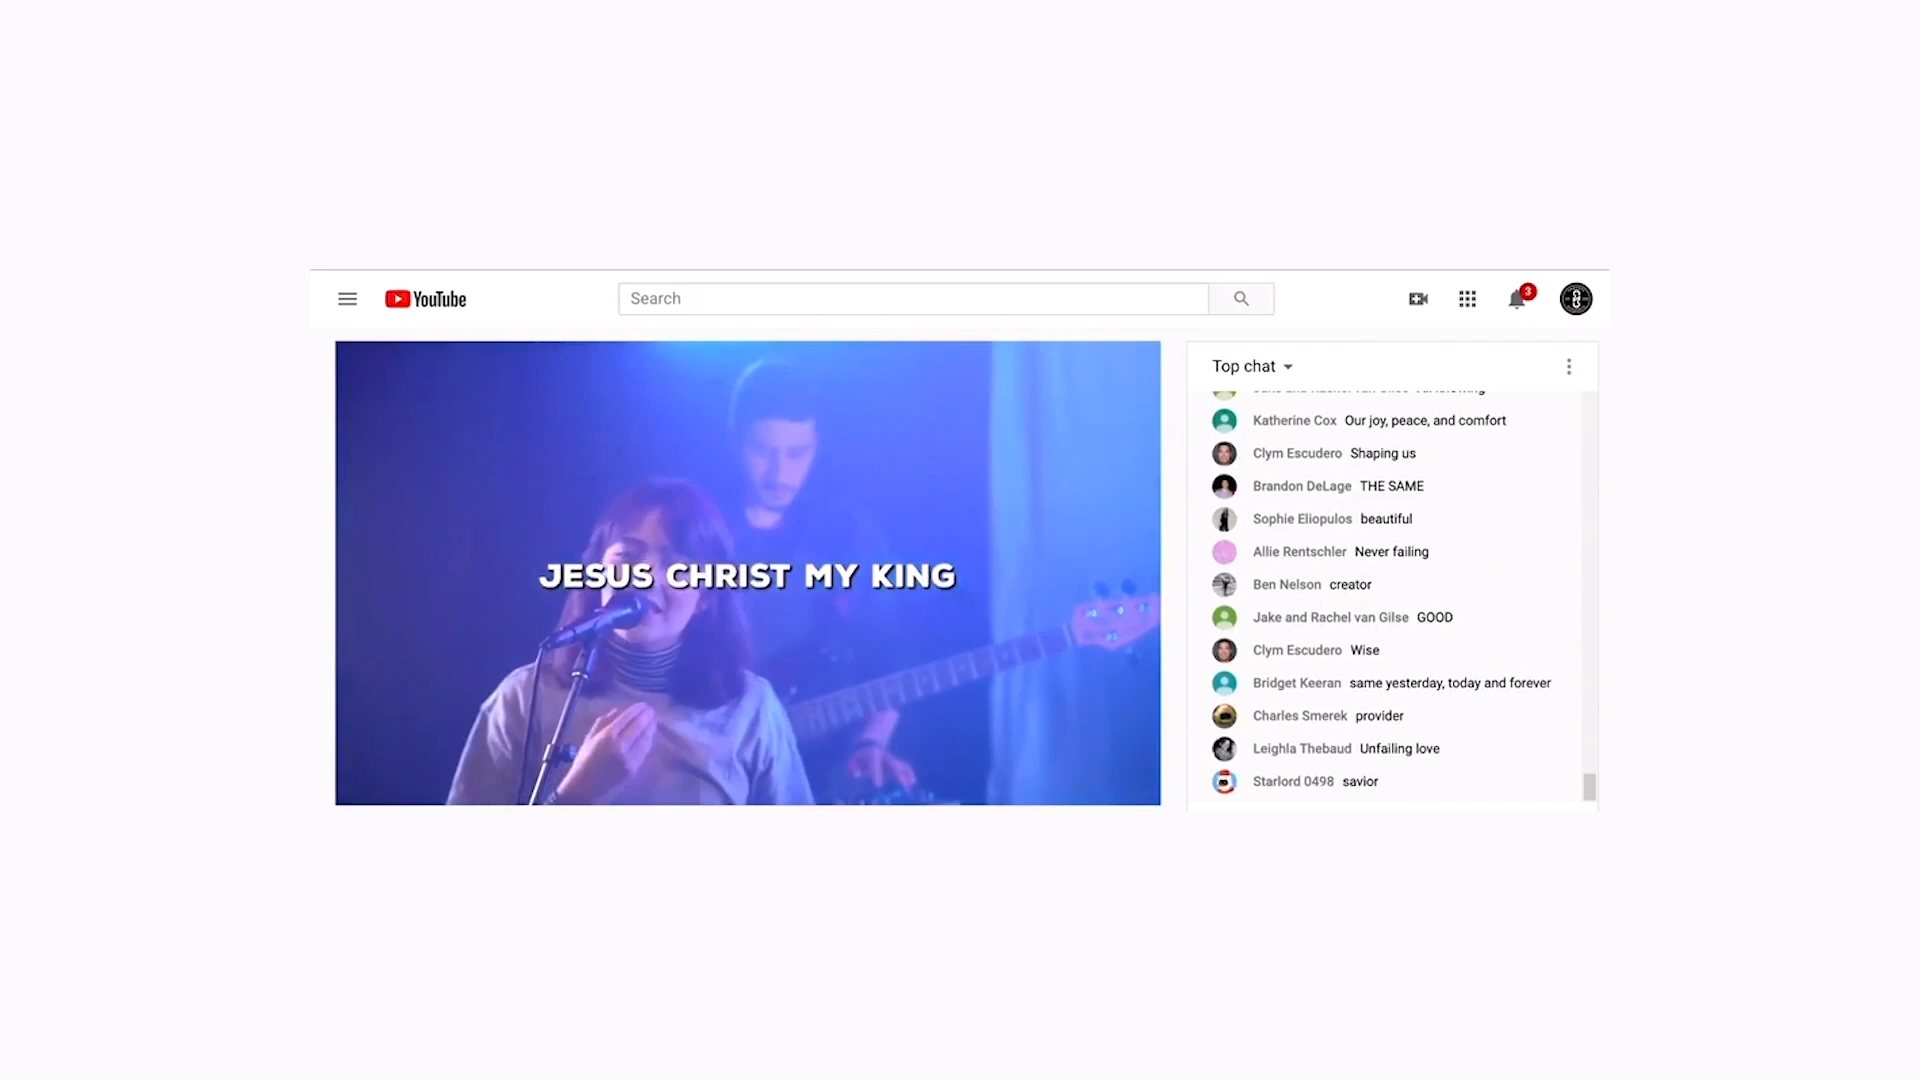 YouTube
Search
3
JESUS CHRIST MY KING
Top chat
Katherine Cox Our joy, peace, and comfort
Clym Escudero Shaping us
Brandon DeLage THE SAME
Sophie Eliopulos beautiful
Allie Rentschler Never failing
Ben Nelson creator
Jake and Rachel van Gilse GOOD
Clym Escudero Wise
Bridget Keeran same yesterday, today and forever
Charles Smerek provider
Leighla Thebaud Unfailing love
Starlord 0498 savior